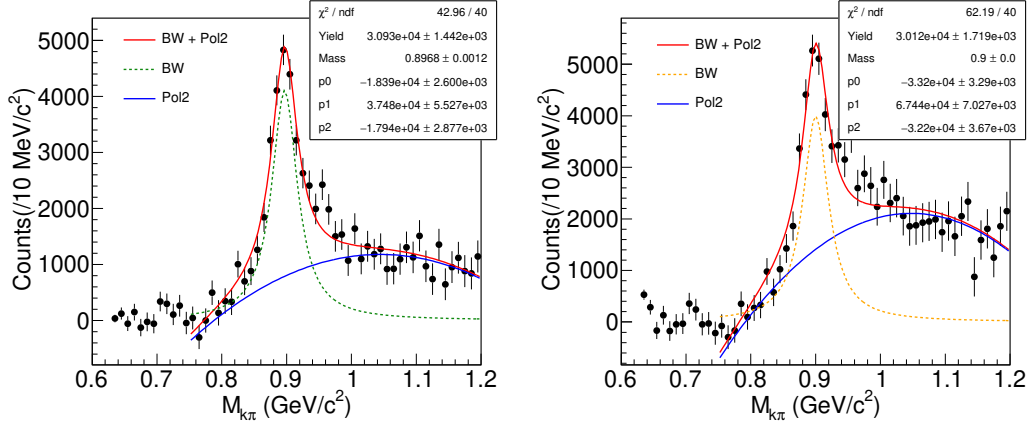 χ² / ndf 42.96 / 40
Yield 3.093e+04 ± 1.442e+03
Mass 0.8968 ± 0.0012
p0 −1.839e+04 ± 2.600e+03
p1 3.748e+04 ± 5.527e+03
p2 −1.794e+04 ± 2.877e+03
BW + Pol2
BW
Pol2
Counts(/10 MeV/c²)
5000
4000
3000
2000
1000
0
0.6 0.7 0.8 0.9 1 1.1 1.2
M_kπ (GeV/c²)
χ² / ndf 62.19 / 40
Yield 3.012e+04 ± 1.719e+03
Mass 0.9 ± 0.0
p0 −3.32e+04 ± 3.29e+03
p1 6.744e+04 ± 7.027e+03
p2 −3.22e+04 ± 3.67e+03
BW + Pol2
BW
Pol2
Counts(/10 MeV/c²)
5000
4000
3000
2000
1000
0
0.6 0.7 0.8 0.9 1 1.1 1.2
M_kπ (GeV/c²)